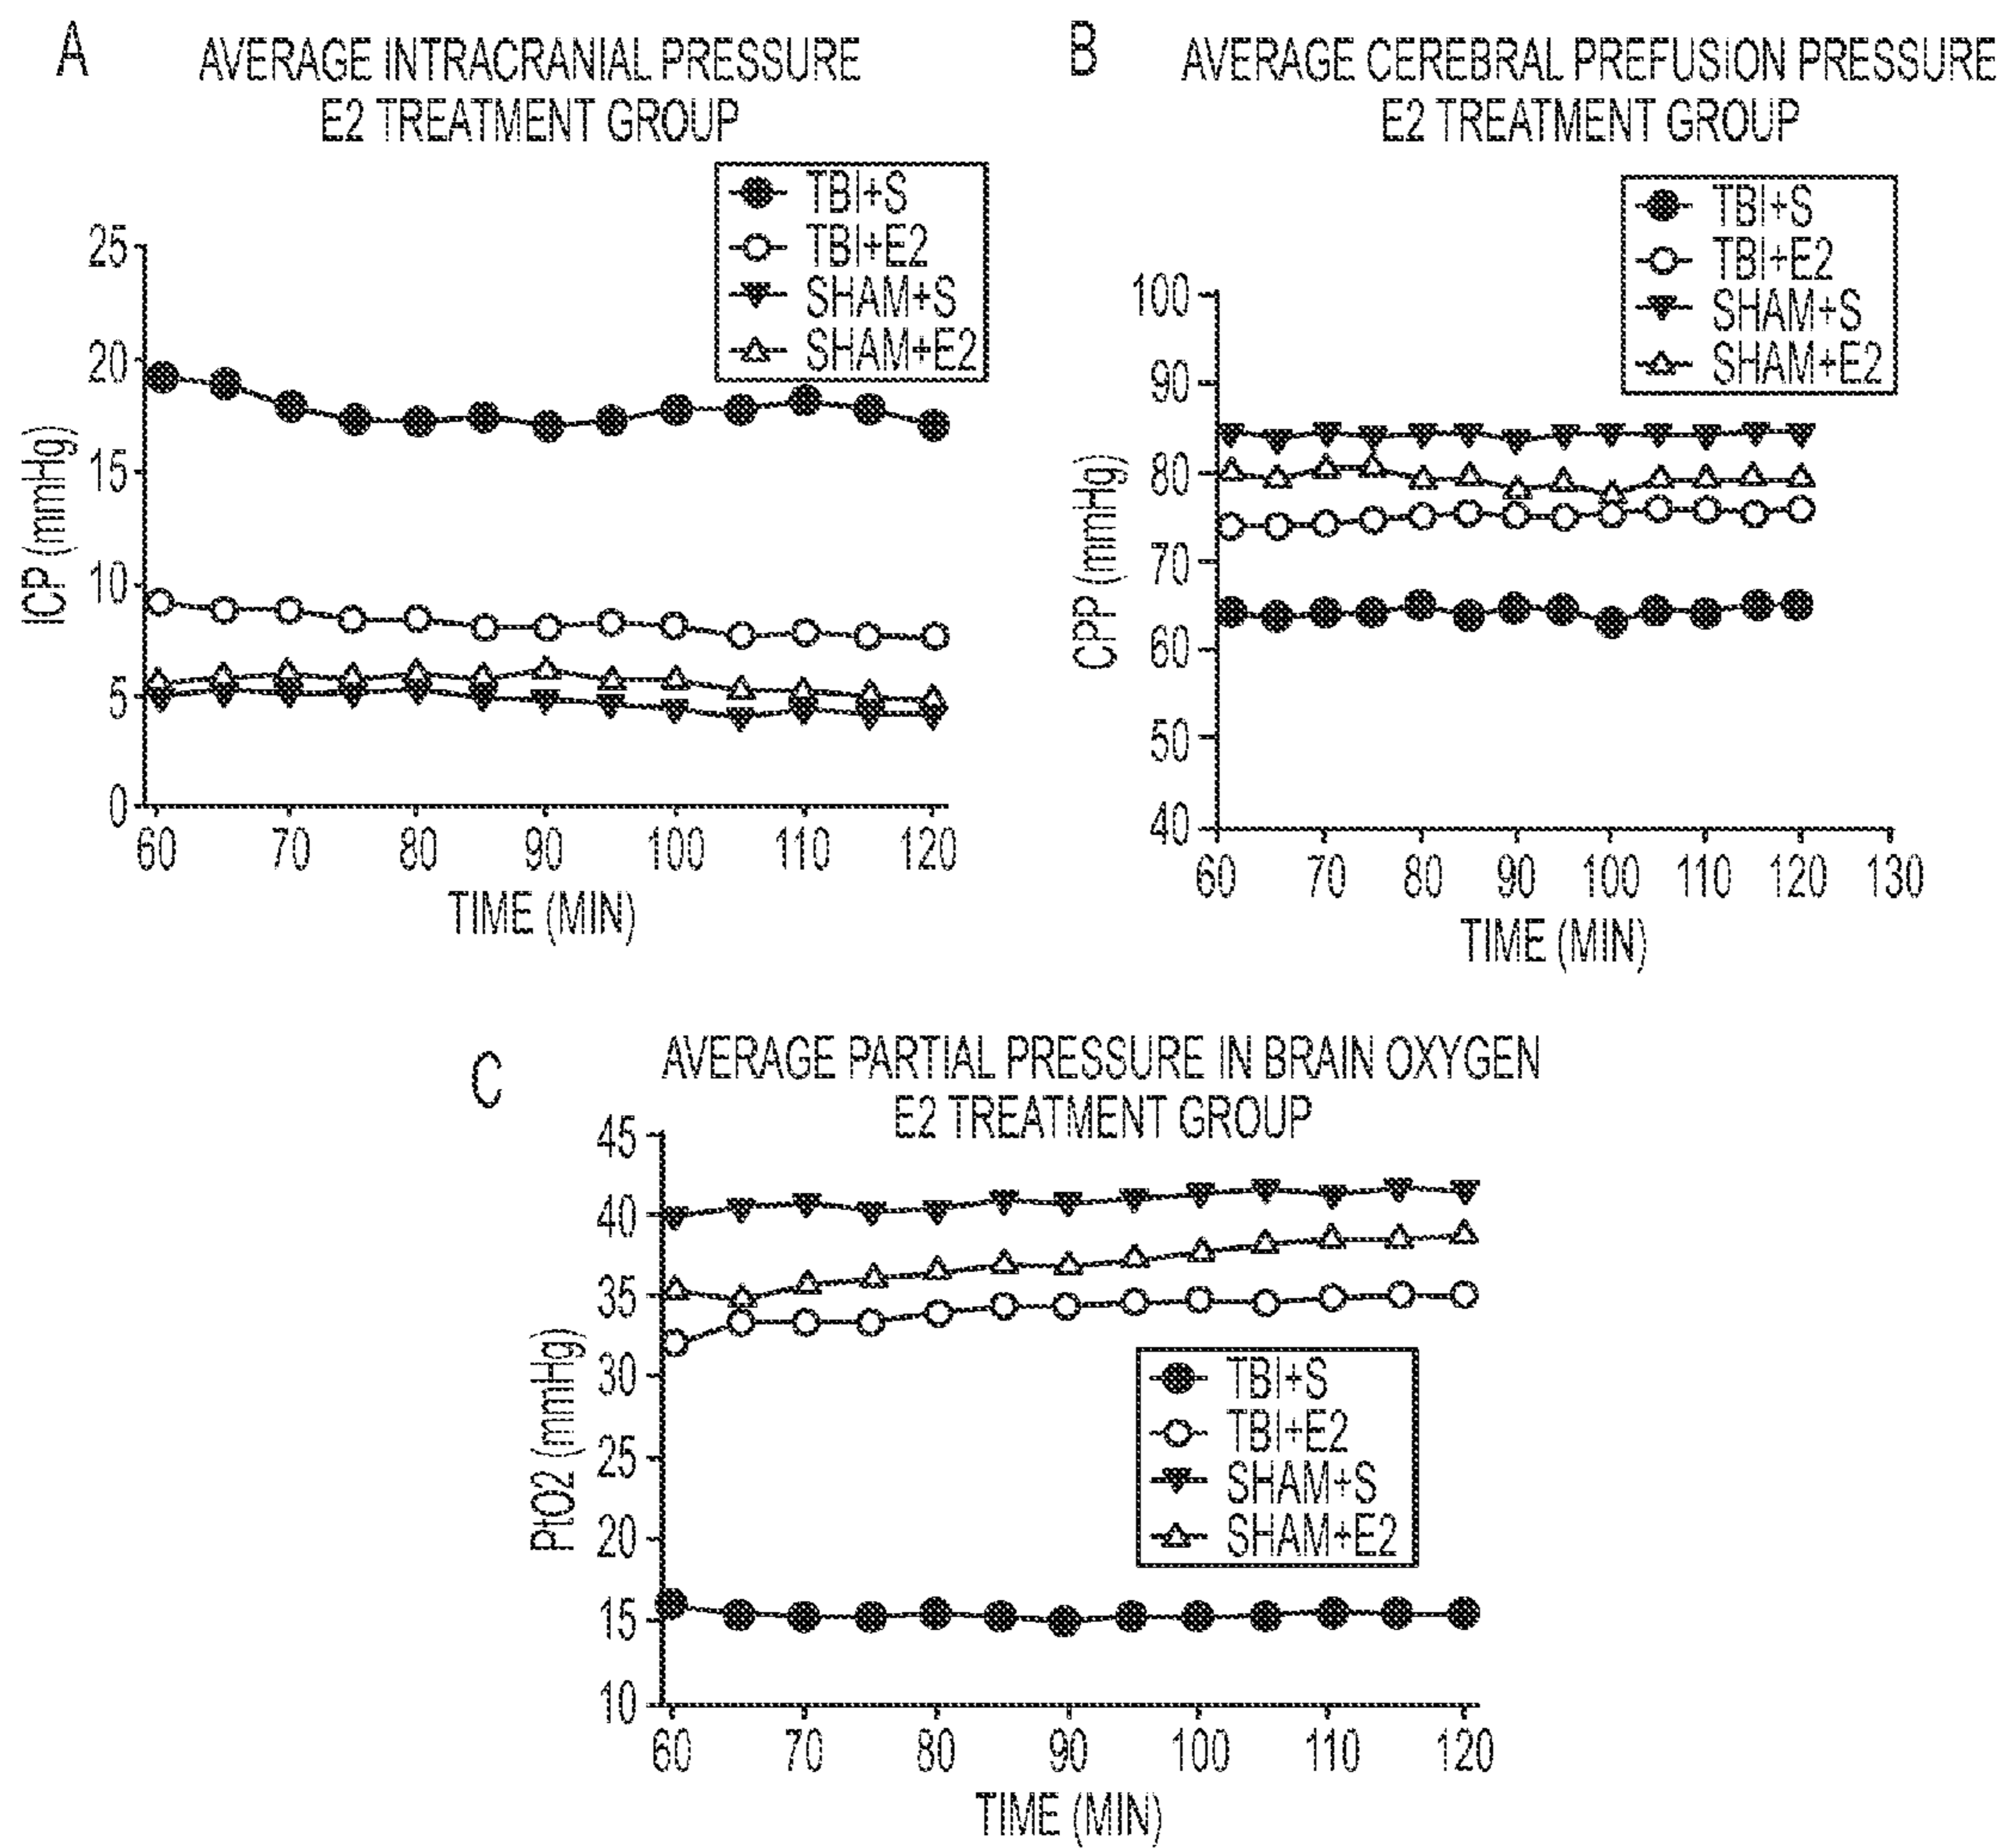 A
AVERAGE INTRACRANIAL PRESSURE
E2 TREATMENT GROUP
TBI+S
TBI+E2
SHAM+S
SHAM+E2
25
20
15
10
5
0
ICP (mmHg)
60 70 80 90 100 110 120
TIME (MIN)
B
AVERAGE CEREBRAL PREFUSION PRESSURE
E2 TREATMENT GROUP
TBI+S
TBI+E2
SHAM+S
SHAM+E2
100
90
80
70
60
50
40
CPP (mmHg)
60 70 80 90 100 110 120 130
TIME (MIN)
C
AVERAGE PARTIAL PRESSURE IN BRAIN OXYGEN
E2 TREATMENT GROUP
45
40
35
30
25
20
15
10
PtO2 (mmHg)
TBI+S
TBI+E2
SHAM+S
SHAM+E2
60 70 80 90 100 110 120
TIME (MIN)